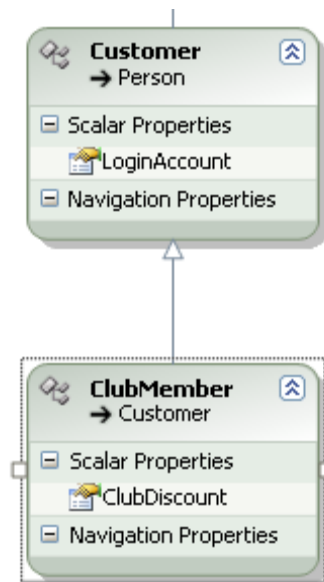 Customer
→ Person
Scalar Properties
LoginAccount
Navigation Properties
ClubMember
→ Customer
Scalar Properties
ClubDiscount
Navigation Properties